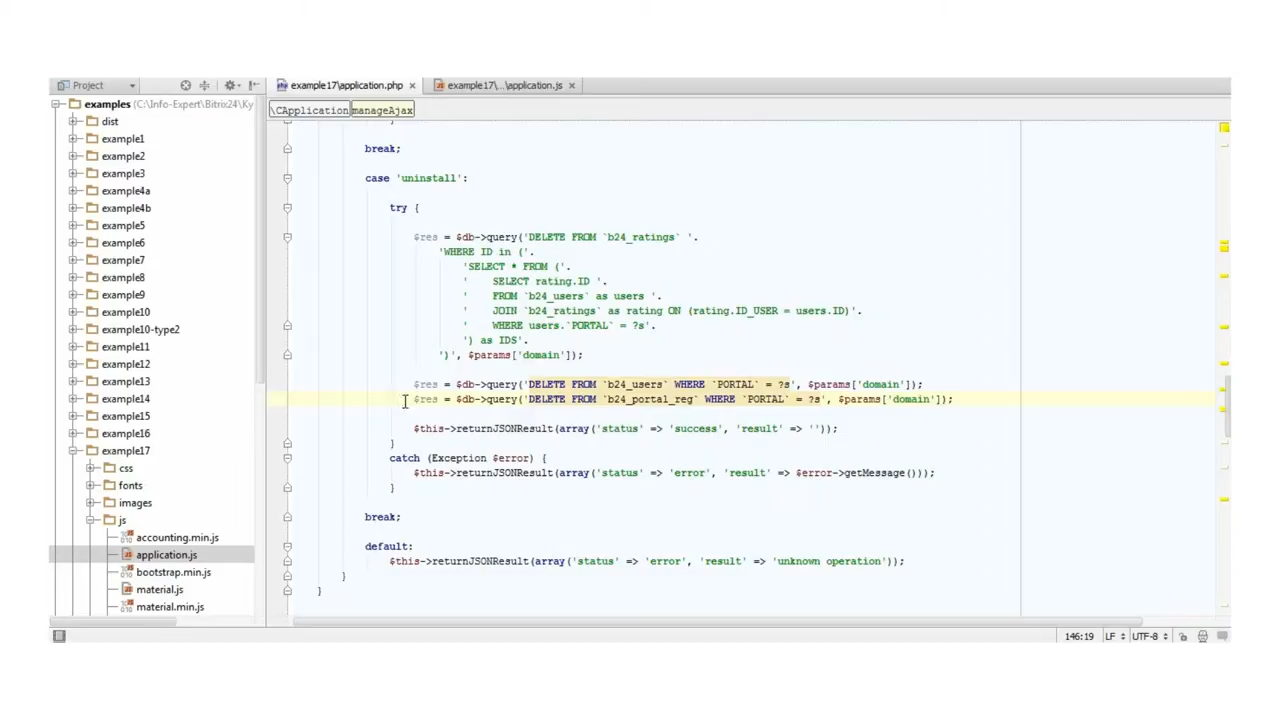 Project
example17\application.php
example17\...\application.js
\CApplication manageAjax
examples (C:\Info-Expert\Bitrix24\Ky
dist
example1
example2
example3
example4a
example4b
example5
example6
example7
example8
example9
example10
example10-type2
example11
example12
example13
example14
example15
example16
example17
css
fonts
images
js
accounting.min.js
application.js
bootstrap.min.js
material.js
material.min.js
}
break;
case 'uninstall':
try {
$res = $db->query('DELETE FROM `b24_ratings` '.
'WHERE ID in ('.
'SELECT * FROM ('.
' SELECT rating.ID '.
' FROM `b24_users` as users '.
' JOIN `b24_ratings` as rating ON (rating.ID_USER = users.ID)'.
' WHERE users.`PORTAL` = ?s'.
') as IDS'.
')', $params['domain']);
$res = $db->query('DELETE FROM `b24_users` WHERE `PORTAL` = ?s', $params['domain']);
$res = $db->query('DELETE FROM `b24_portal_reg` WHERE `PORTAL` = ?s', $params['domain']);
$this->returnJSONResult(array('status' => 'success', 'result' => ''));
}
catch (Exception $error) {
$this->returnJSONResult(array('status' => 'error', 'result' => $error->getMessage()));
}
break;
default:
$this->returnJSONResult(array('status' => 'error', 'result' => 'unknown operation'));
}
}
146:19 LF UTF-8